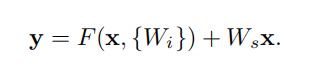 y = F(x, {W_i}) + W_s x.